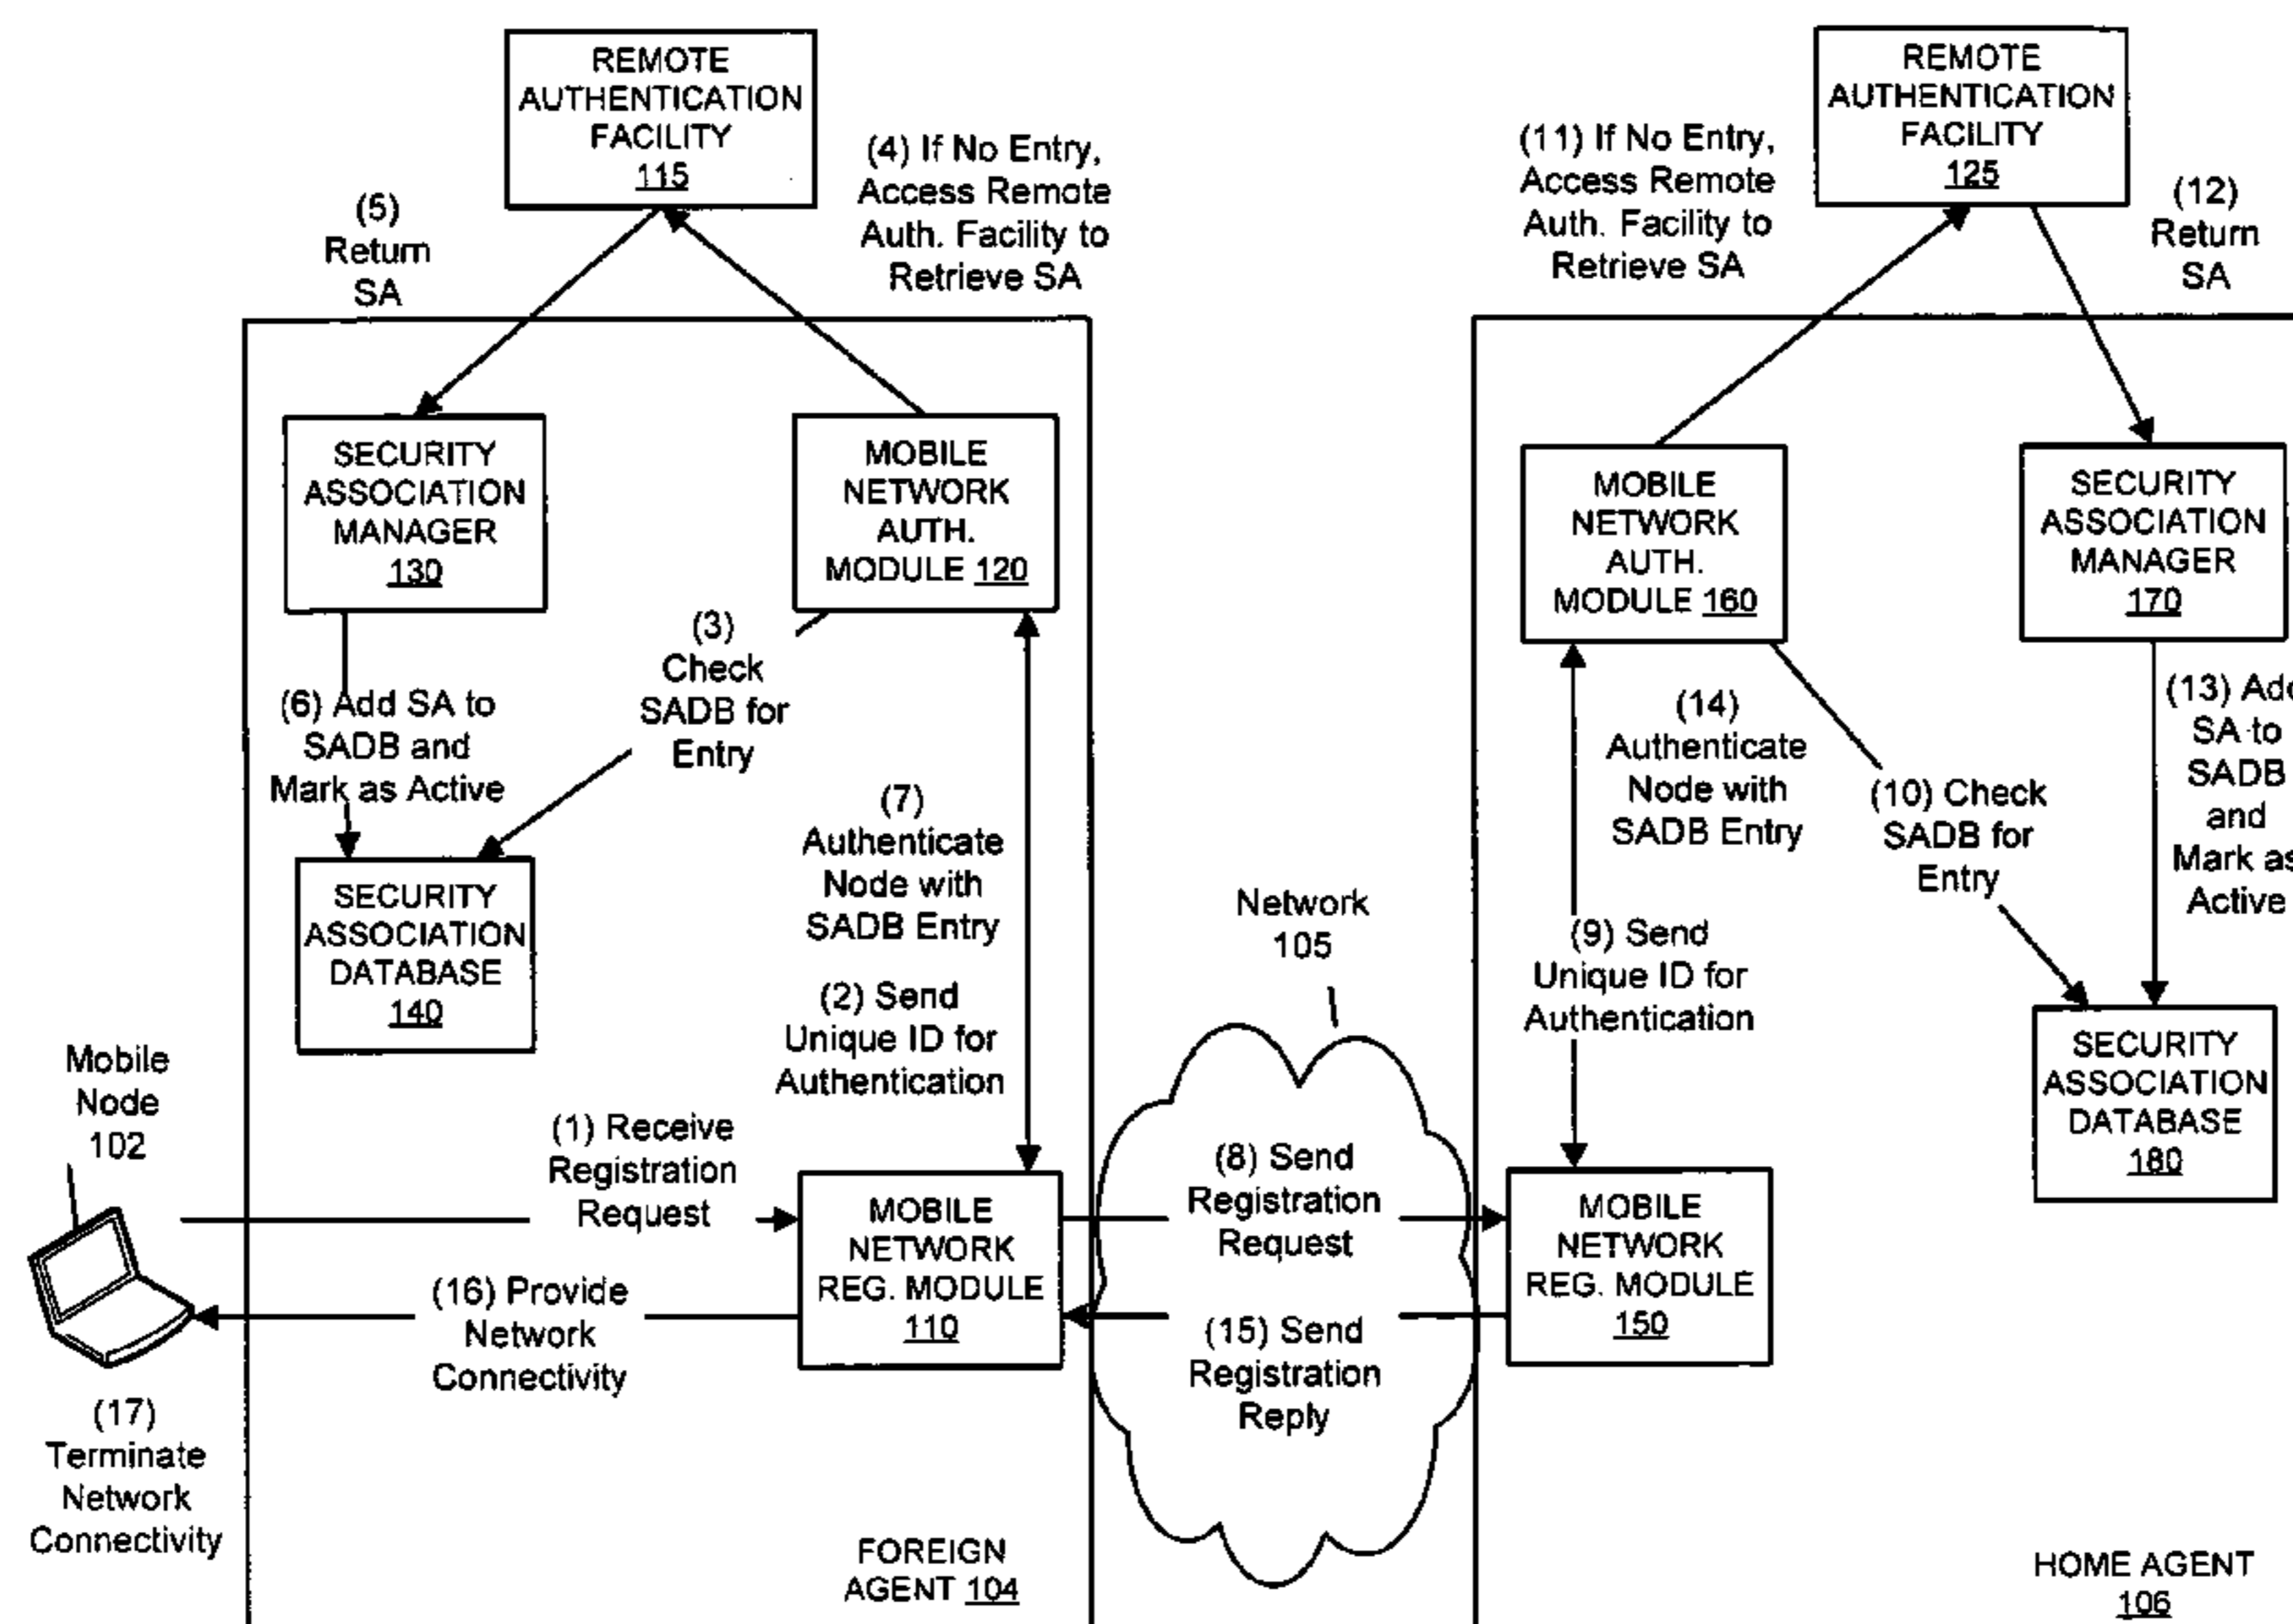 REMOTE
AUTHENTICATION
FACILITY
115
(4) If No Entry,
Access Remote
Auth. Facility to
Retrieve SA
(5)
Return
SA
REMOTE
AUTHENTICATION
FACILITY
125
(11) If No Entry,
Access Remote
Auth. Facility to
Retrieve SA
(12)
Return
SA
SECURITY
ASSOCIATION
MANAGER
130
MOBILE
NETWORK
AUTH.
MODULE 120
MOBILE
NETWORK
AUTH.
MODULE 160
SECURITY
ASSOCIATION
MANAGER
170
(3)
Check
SADB for
Entry
(6) Add SA to
SADB and
Mark as Active
(14)
Authenticate
Node with
SADB Entry
(13)
SA to
SADB
and
Mark
Active
(7)
Authenticate
Node with
SADB Entry
(10) Check
SADB for
Entry
SECURITY
ASSOCIATION
DATABASE
140
Network
105
(9) Send
Unique ID for
Authentication
(2) Send
Unique ID for
Authentication
SECURITY
ASSOCIATION
DATABASE
180
Mobile
Node
102
(1) Receive
Registration
Request
MOBILE
NETWORK
REG. MODULE
110
(8) Send
Registration
Request
MOBILE
NETWORK
REG. MODULE
150
(16) Provide
Network
Connectivity
(15) Send
Registration
Reply
(17)
Terminate
Network
Connectivity
FOREIGN
AGENT 104
HOME AGENT
106